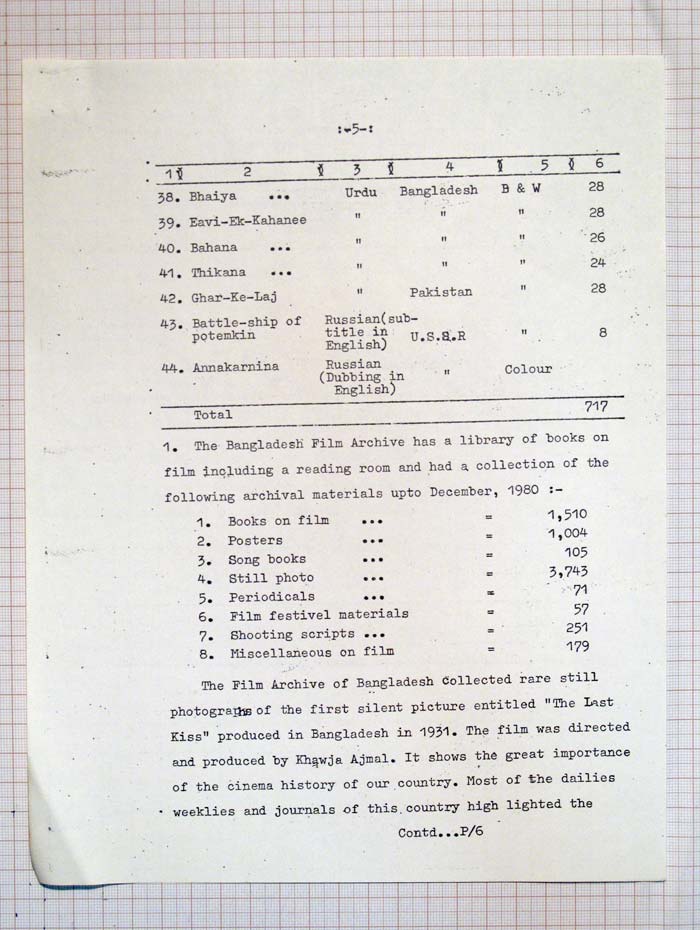 :-5-:
1 2 3 4 5 6
38. Bhaiya ... Urdu Bangladesh B & W 28
39. Eavi-Ek-Kahanee " " " 28
40. Bahana ... " " " 26
41. Thikana ... " " " 24
42. Ghar-Ke-Laj " Pakistan " 28
43. Battle-ship of potemkin Russian(sub-title in English) U.S.S.R " 8
44. Annakarnina Russian (Dubbing in English) " Colour
Total 717
1. The Bangladesh Film Archive has a library of books on
film including a reading room and had a collection of the
following archival materials upto December, 1980 :-
1. Books on film ... = 1,510
2. Posters ... = 1,004
3. Song books ... = 105
4. Still photo ... = 3,743
5. Periodicals ... = 71
6. Film festivel materials = 57
7. Shooting scripts ... = 251
8. Miscellaneous on film = 179
The Film Archive of Bangladesh Collected rare still
photographs of the first silent picture entitled "The Last
Kiss" produced in Bangladesh in 1931. The film was directed
and produced by Khawja Ajmal. It shows the great importance
of the cinema history of our country. Most of the dailies
weeklies and journals of this country high lighted the
Contd...P/6